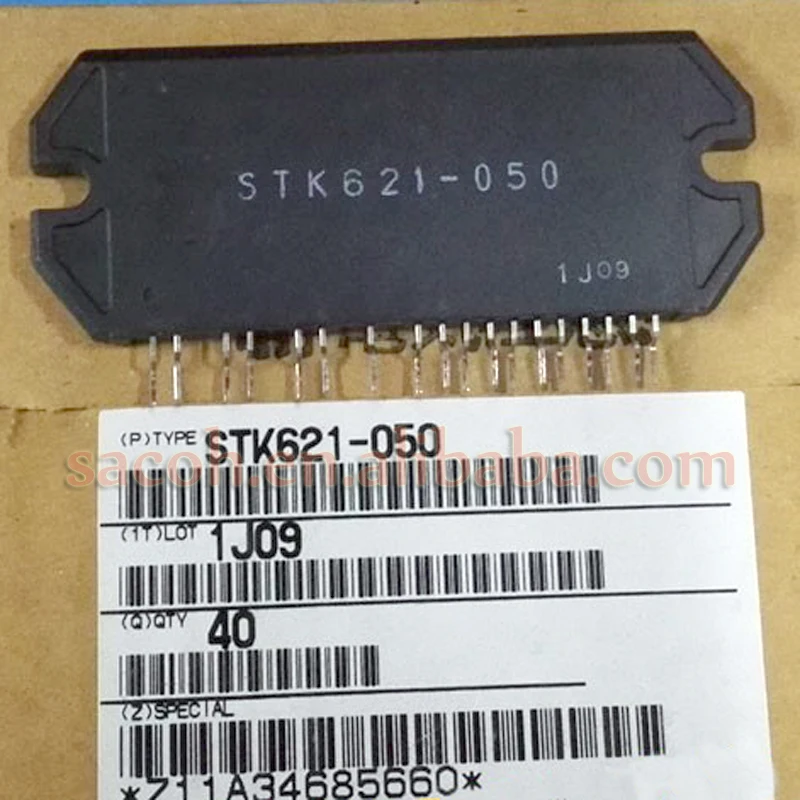 STK621-050
1J09
(P)TYPE STK621-050
sacoh.en.alibaba.com
(1T)LOT 1J09
(Q)QTY 40
(Z)SPECIAL
*Z11A34685660*